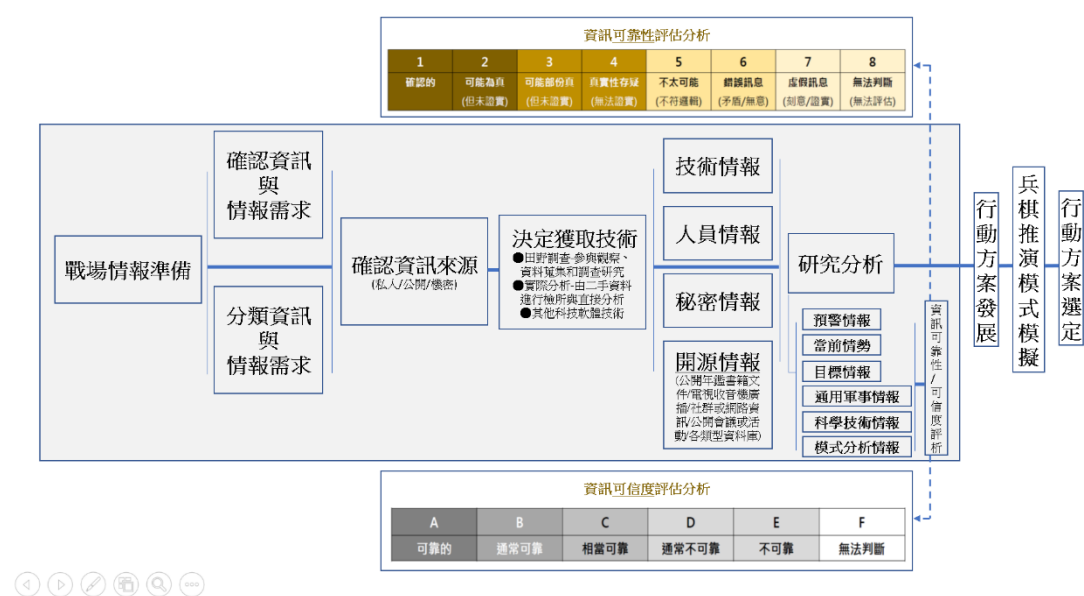 資訊可靠性評估分析
1 2 3 4 5 6 7 8
確認的 可能為真 可能部份真 真實性存疑 不太可能 錯誤訊息 虛假訊息 無法判斷
(但未證實) (但未證實) (無法證實) (不符邏輯) (矛盾/無意) (刻意/證實) (無法評估)
戰場情報準備
確認資訊
與
情報需求
分類資訊
與
情報需求
確認資訊來源
(私人/公開/機密)
決定獲取技術
●田野調查-參與觀察、
資料蒐集和調查研究
●實際分析-由二手資料
進行檢所與直接分析
●其他科技軟體技術
技術情報
人員情報
秘密情報
開源情報
(公開年鑑書籍文
件/電視收音機廣
播/社群或網路資
訊/公開會議或活
動/各類型資料庫)
研究分析
預警情報
當前情勢
目標情報
通用軍事情報
科學技術情報
模式分析情報
資訊可靠性/可信度評析
行動方案發展
兵棋推演模式模擬
行動方案選定
資訊可信度評估分析
A B C D E F
可靠的 通常可靠 相當可靠 通常不可靠 不可靠 無法判斷